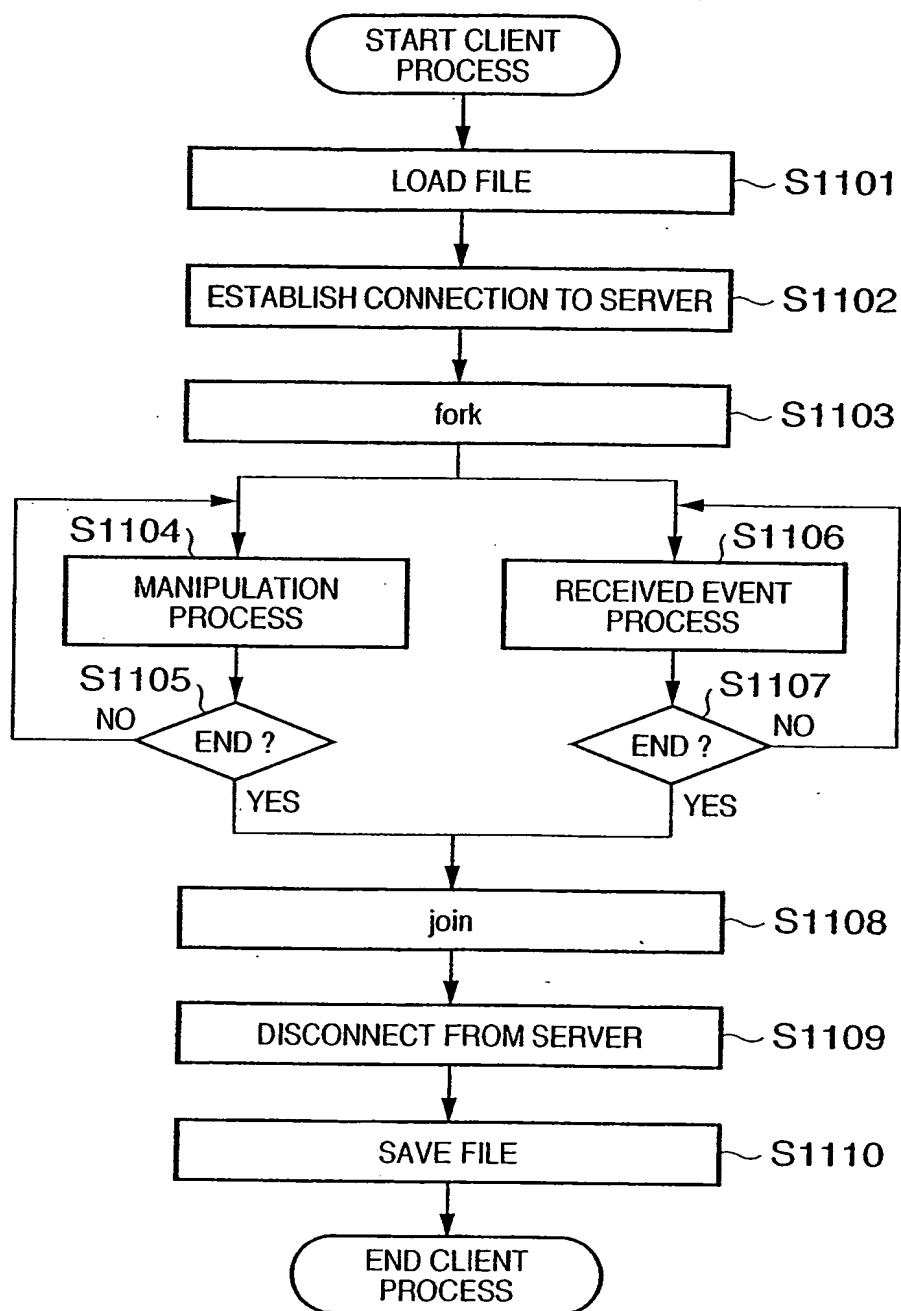 START CLIENT
PROCESS
LOAD FILE
S1101
ESTABLISH CONNECTION TO SERVER
S1102
fork
S1103
S1104
MANIPULATION
PROCESS
S1105
NO
END ?
YES
S1106
RECEIVED EVENT
PROCESS
S1107
END ?
NO
YES
join
S1108
DISCONNECT FROM SERVER
S1109
SAVE FILE
S1110
END CLIENT
PROCESS